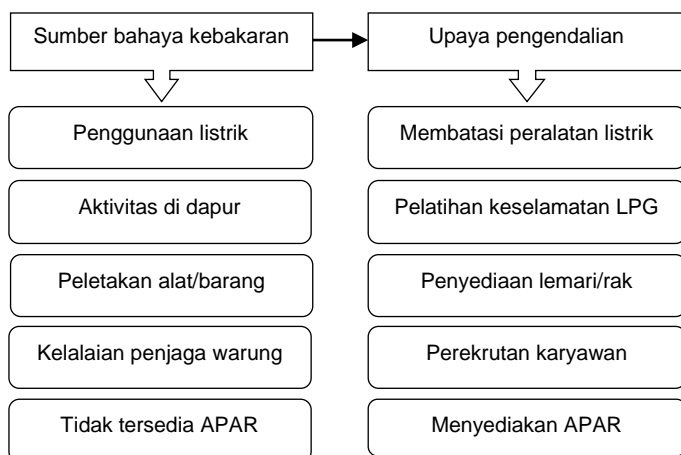 Sumber bahaya kebakaran
Upaya pengendalian
Penggunaan listrik
Membatasi peralatan listrik
Aktivitas di dapur
Pelatihan keselamatan LPG
Peletakan alat/barang
Penyediaan lemari/rak
Kelalaian penjaga warung
Perekrutan karyawan
Tidak tersedia APAR
Menyediakan APAR